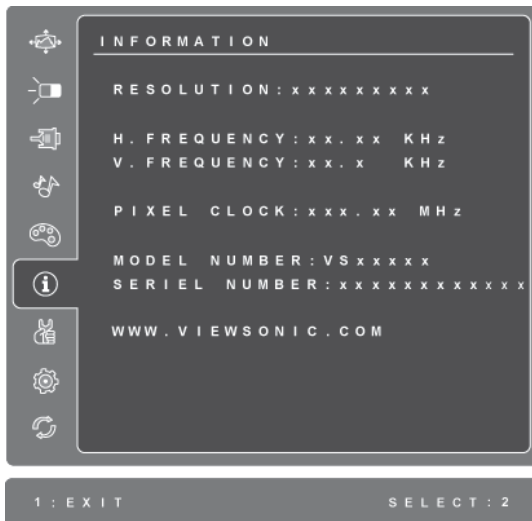 INFORMATION
RESOLUTION:xxxxxxxxx
H. FREQUENCY:xx.xx KHz
V. FREQUENCY:xx.x KHz
PIXEL CLOCK:xxx.xx MHz
MODEL NUMBER:VSxxxxx
SERIEL NUMBER:xxxxxxxxxxxx
WWW.VIEWSONIC.COM
1:EXIT SELECT:2